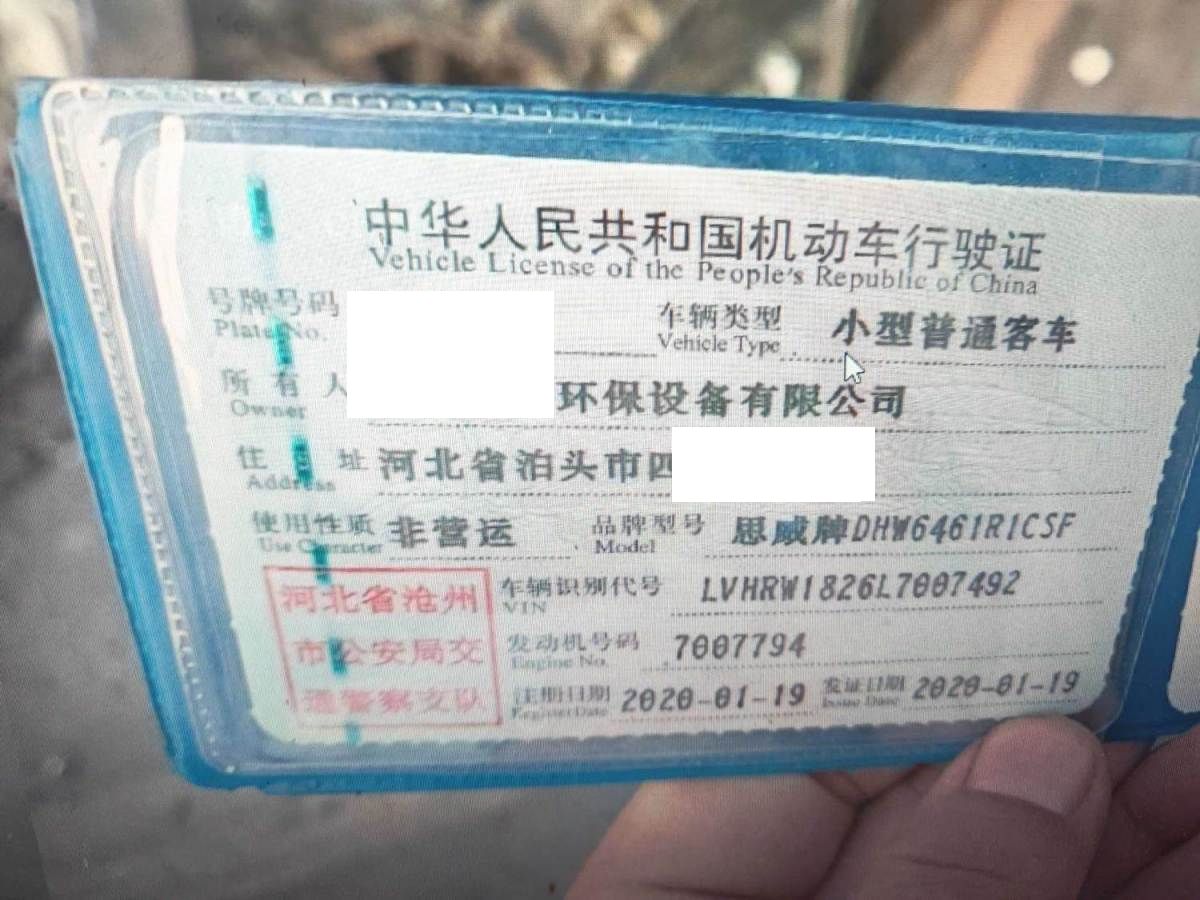 中华人民共和国机动车行驶证
Vehicle License of the People's Republic of China
号牌号码 车辆类型 小型普通客车
Plate No. Vehicle Type
所有人 环保设备有限公司
Owner
住址 河北省泊头市四
Address
使用性质 非营运 品牌型号 思威牌DHW6461R1CSF
Use Character Model
车辆识别代号 LVHRW1826L7007492
VIN
发动机号码 7007794
Engine No.
注册日期 2020-01-19 发证日期 2020-01-19
Register Date Issue Date
河北省沧州
市公安局交
通警察支队